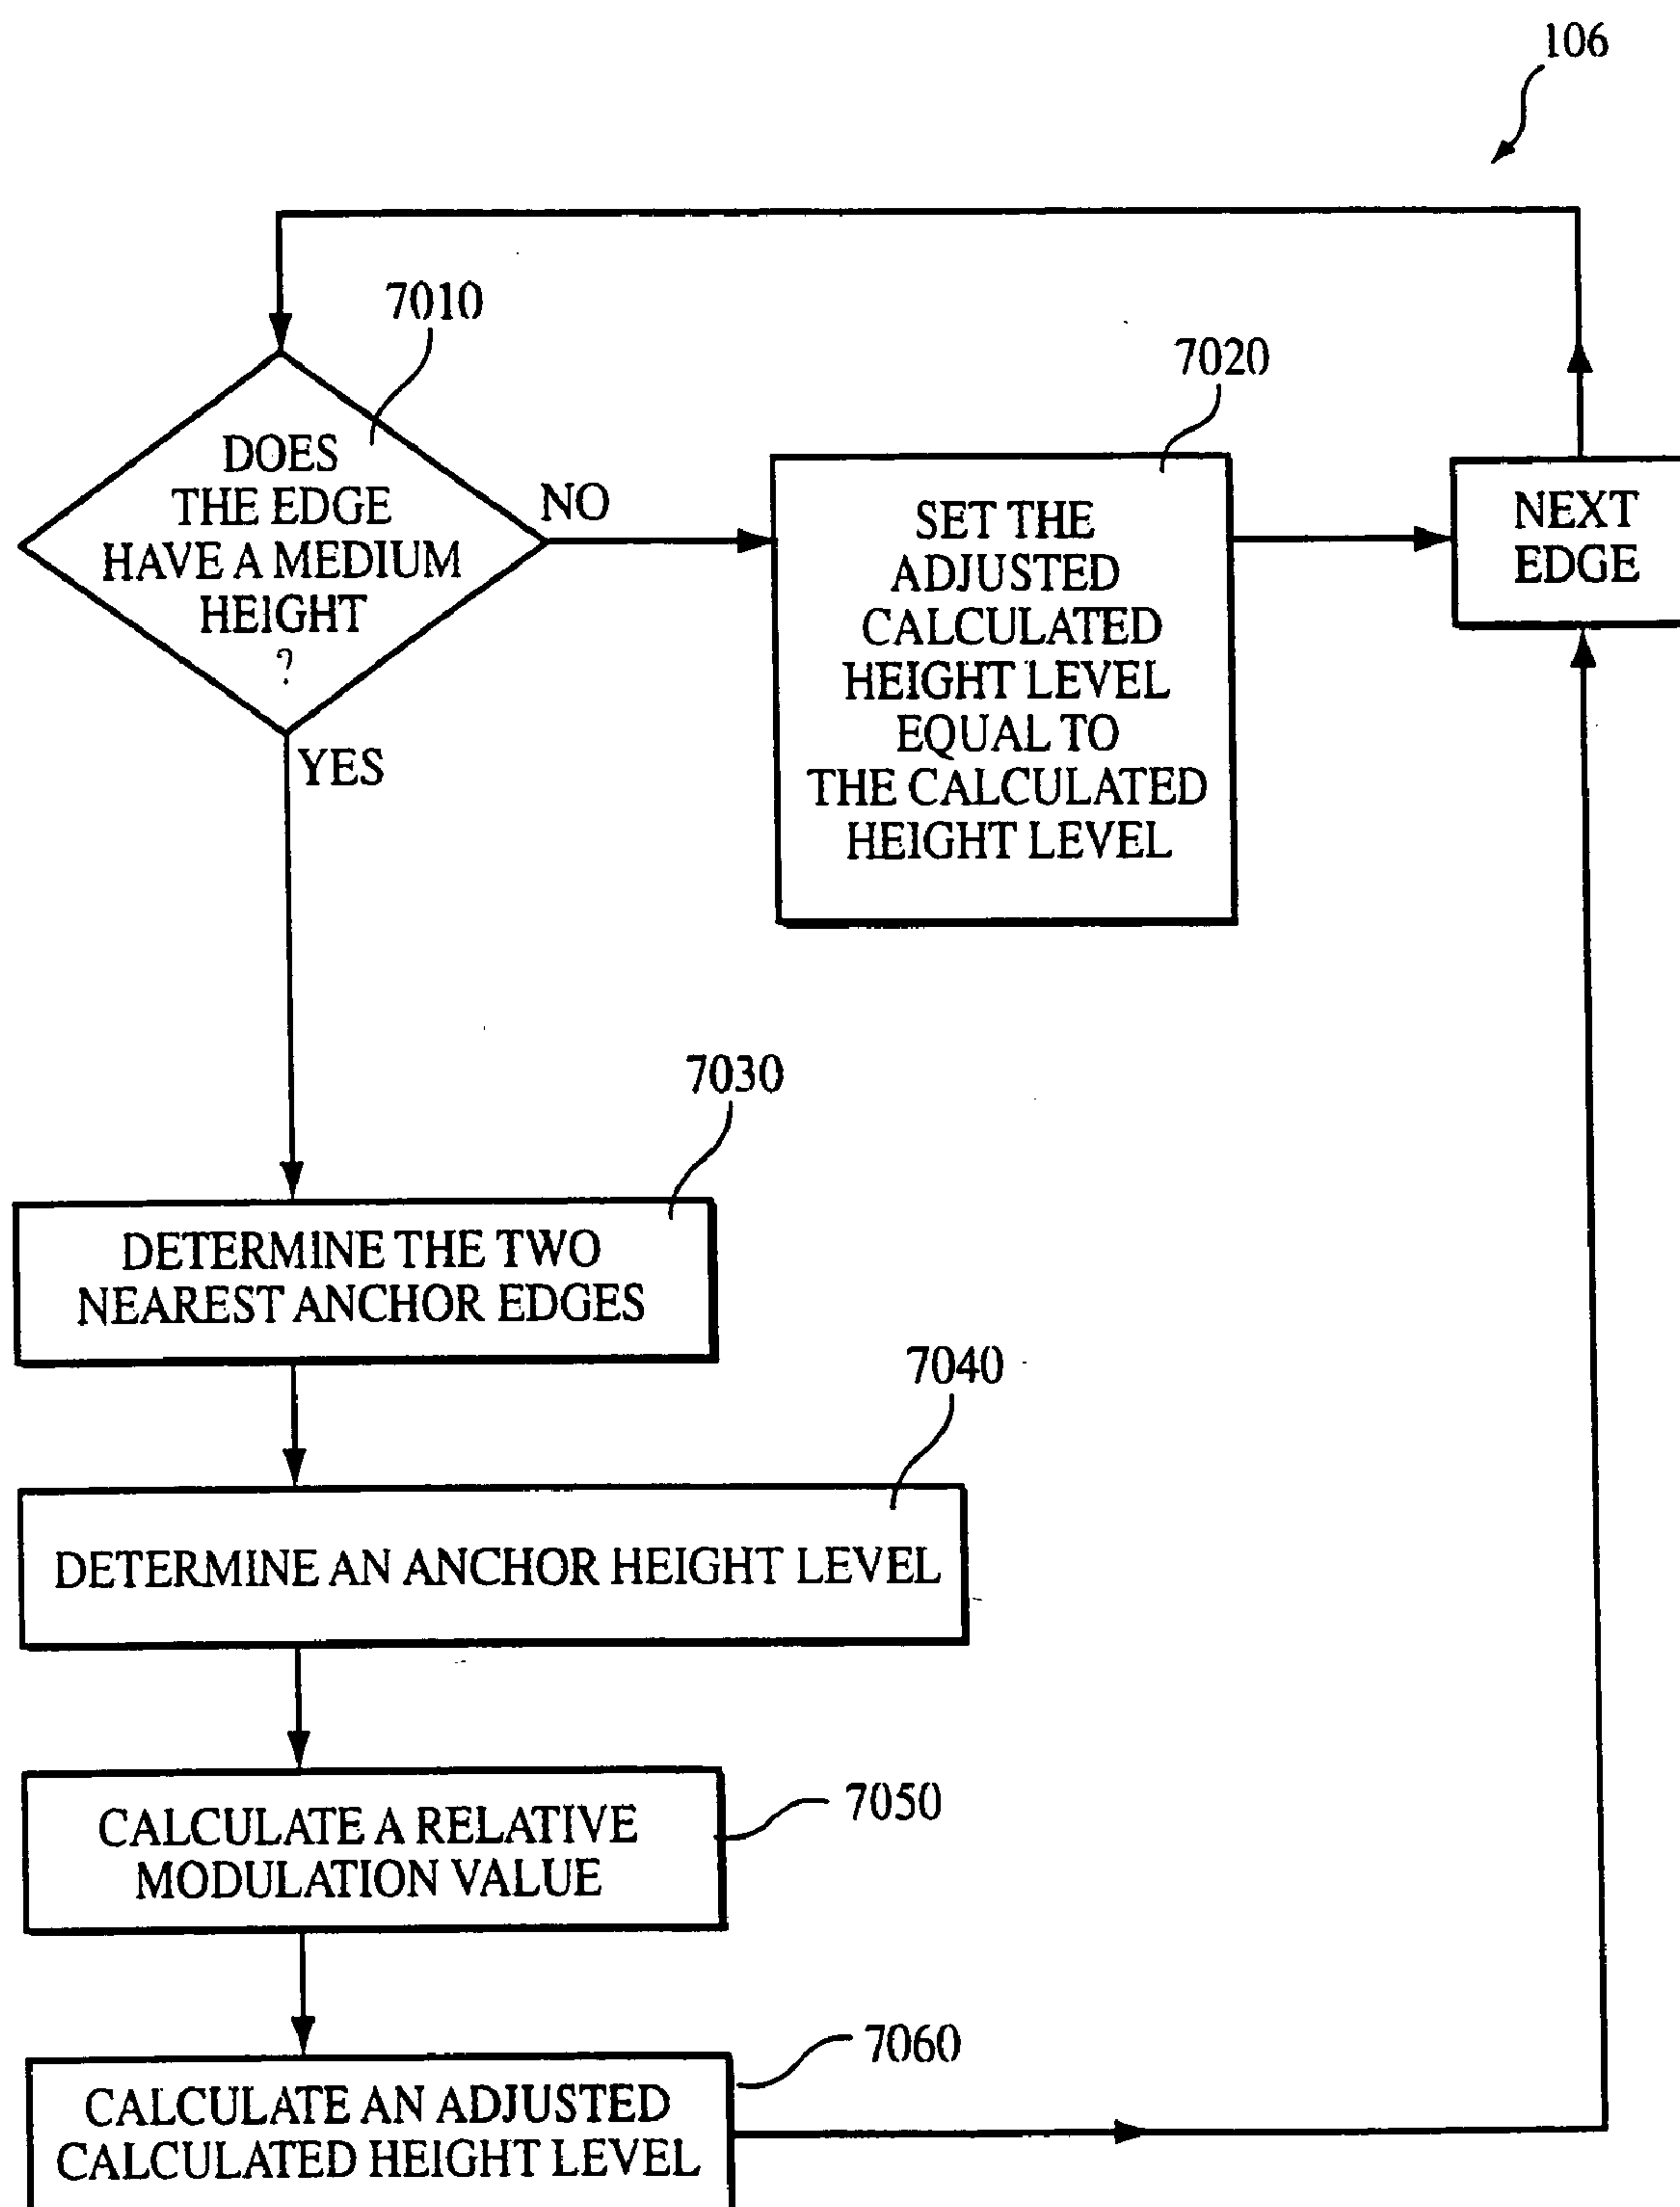 106
7010
DOES
THE EDGE
HAVE A MEDIUM
HEIGHT
?
NO
YES
7020
SET THE
ADJUSTED
CALCULATED
HEIGHT LEVEL
EQUAL TO
THE CALCULATED
HEIGHT LEVEL
NEXT
EDGE
7030
DETERMINE THE TWO
NEAREST ANCHOR EDGES
7040
DETERMINE AN ANCHOR HEIGHT LEVEL
7050
CALCULATE A RELATIVE
MODULATION VALUE
7060
CALCULATE AN ADJUSTED
CALCULATED HEIGHT LEVEL